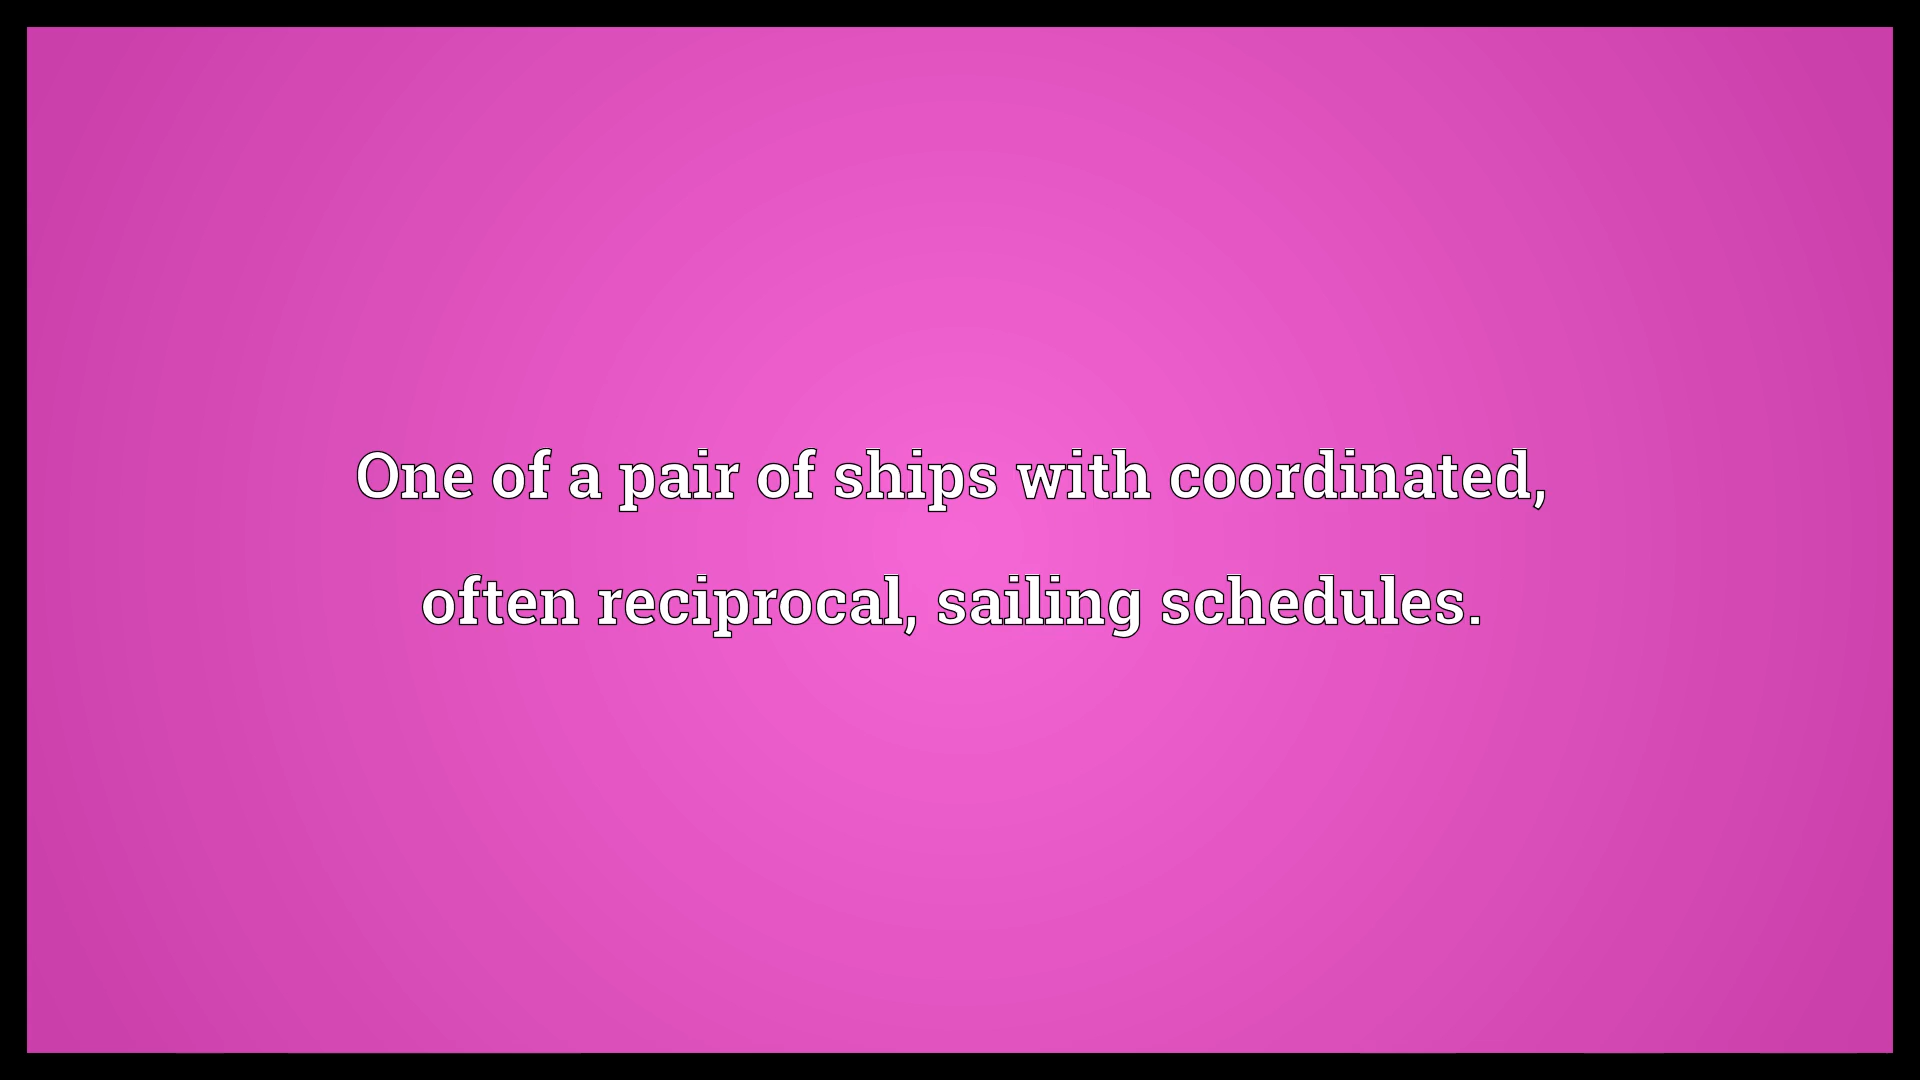 One of a pair of ships with coordinated,
often reciprocal, sailing schedules.